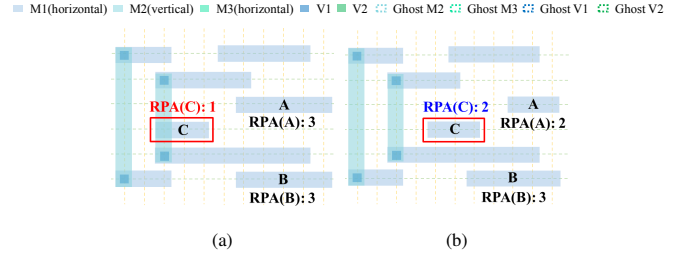 M1(horizontal) M2(vertical) M3(horizontal) V1 V2 Ghost M2 Ghost M3 Ghost V1 Ghost V2
RPA(C): 1
A
RPA(A): 3
C
B
RPA(B): 3
(a)
RPA(C): 2
A
RPA(A): 2
C
B
RPA(B): 3
(b)